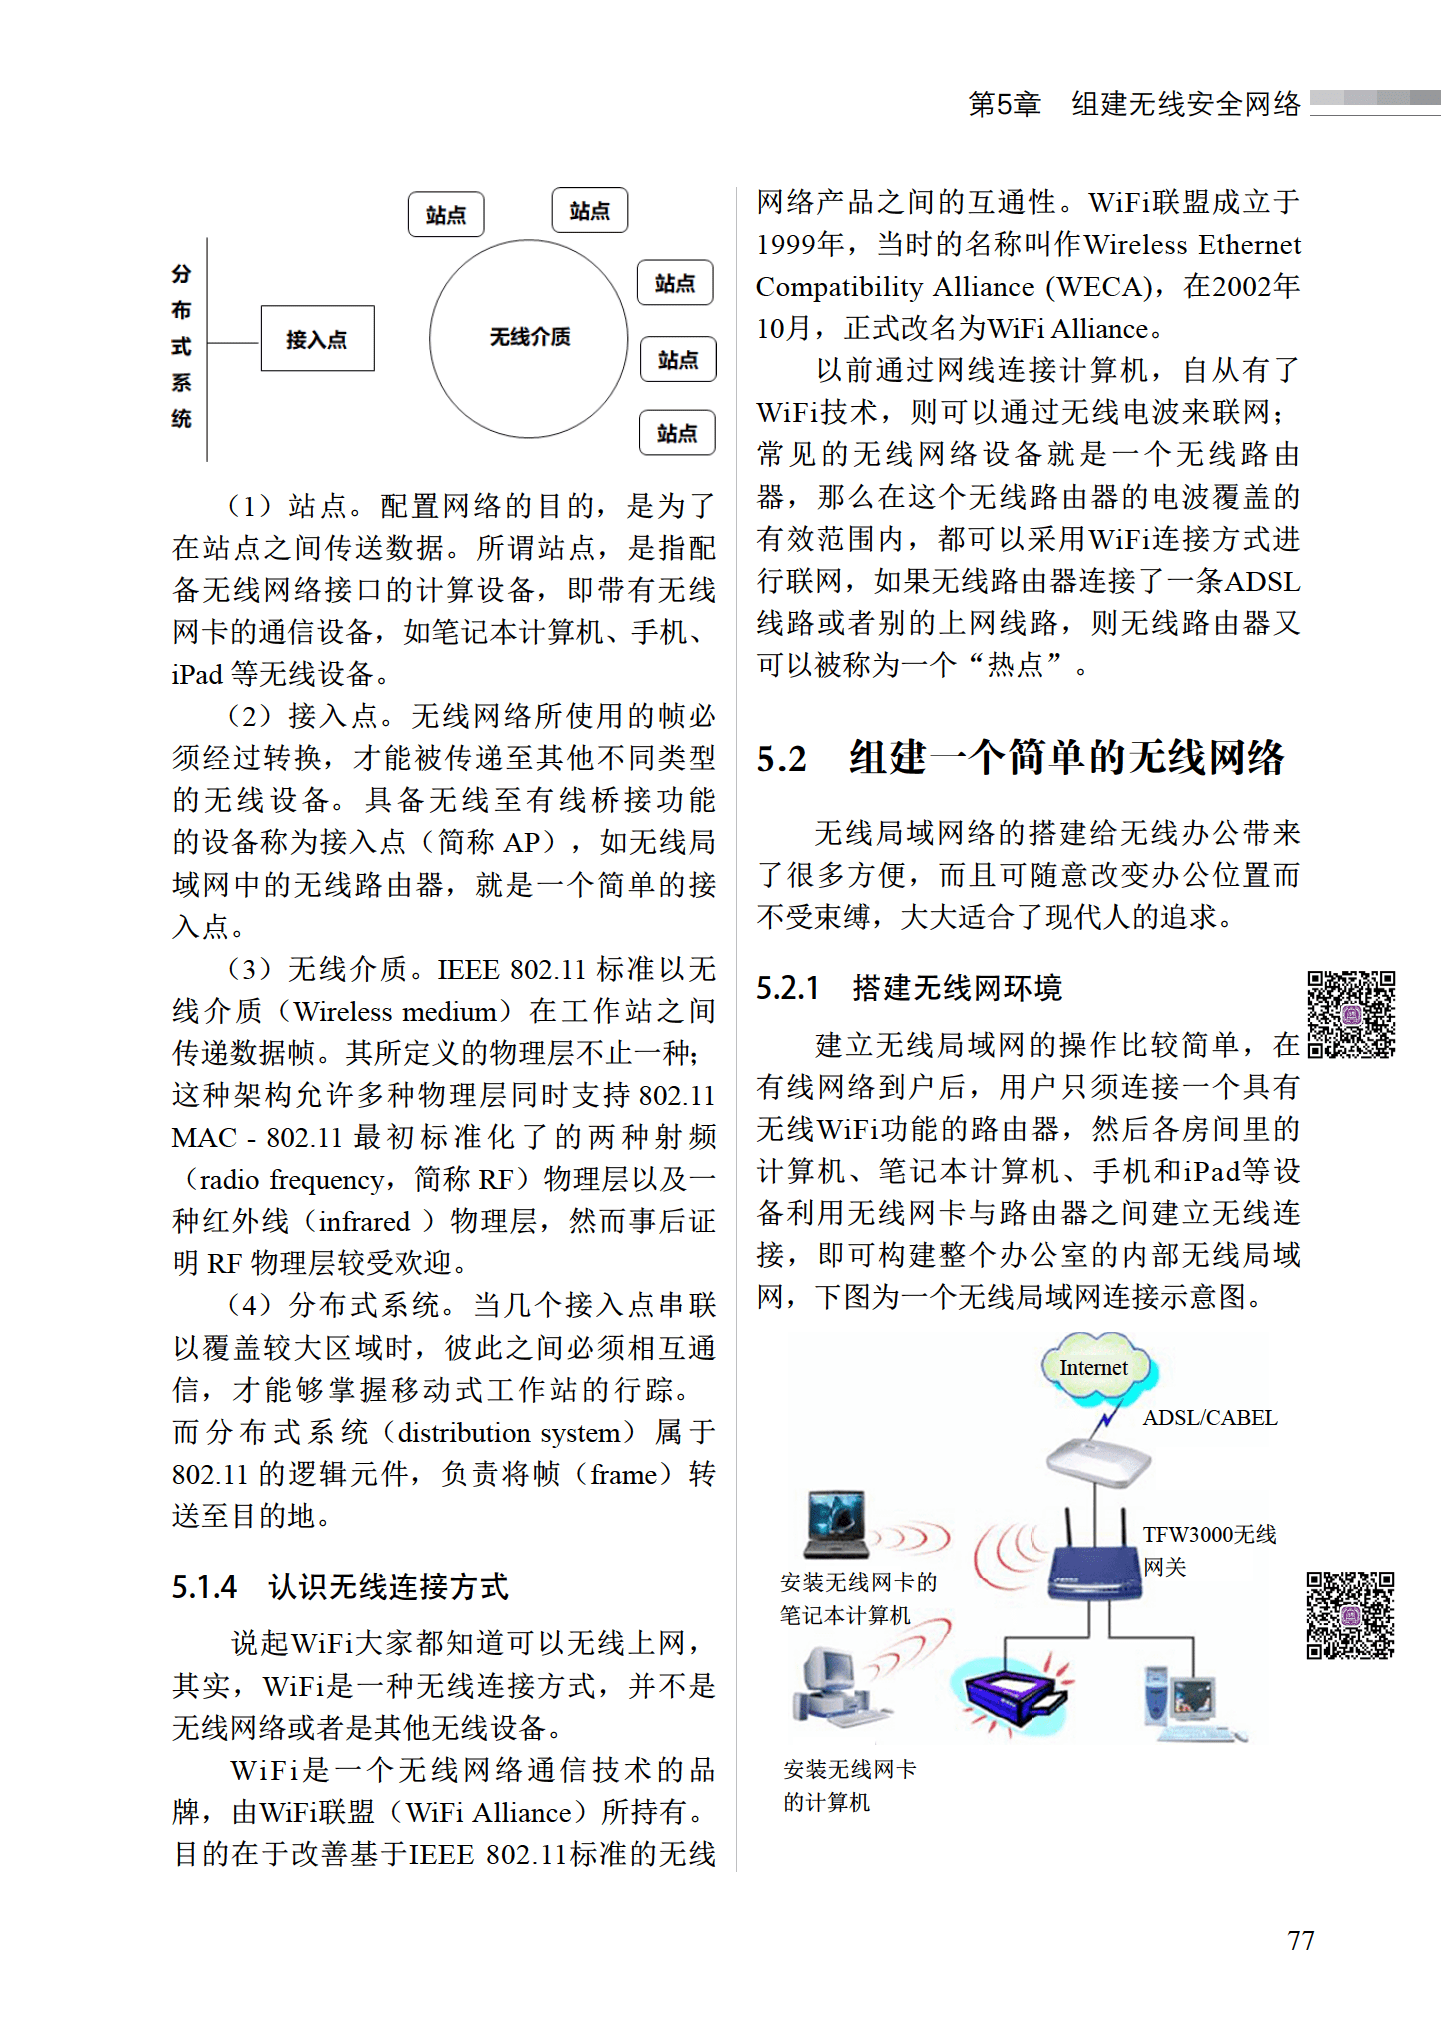 第5章　组建无线安全网络
站点
站点
站点
站点
站点
分
布
式
系
统
接入点
无线介质
（1）站点。配置网络的目的，是为了
在站点之间传送数据。所谓站点，是指配
备无线网络接口的计算设备，即带有无线
网卡的通信设备，如笔记本计算机、手机、
iPad 等无线设备。
（2）接入点。无线网络所使用的帧必
须经过转换，才能被传递至其他不同类型
的无线设备。具备无线至有线桥接功能
的设备称为接入点（简称 AP），如无线局
域网中的无线路由器，就是一个简单的接
入点。
（3）无线介质。IEEE 802.11 标准以无
线介质（Wireless medium）在工作站之间
传递数据帧。其所定义的物理层不止一种；
这种架构允许多种物理层同时支持 802.11
MAC - 802.11 最初标准化了的两种射频
（radio frequency，简称 RF）物理层以及一
种红外线（infrared ）物理层，然而事后证
明 RF 物理层较受欢迎。
（4）分布式系统。当几个接入点串联
以覆盖较大区域时，彼此之间必须相互通
信，才能够掌握移动式工作站的行踪。
而分布式系统（distribution system）属于
802.11 的逻辑元件，负责将帧（frame）转
送至目的地。
5.1.4　认识无线连接方式
说起WiFi大家都知道可以无线上网，
其实，WiFi是一种无线连接方式，并不是
无线网络或者是其他无线设备。
WiFi是一个无线网络通信技术的品
牌，由WiFi联盟（WiFi Alliance）所持有。
目的在于改善基于IEEE 802.11标准的无线
网络产品之间的互通性。WiFi联盟成立于
1999年，当时的名称叫作Wireless Ethernet
Compatibility Alliance (WECA)，在2002年
10月，正式改名为WiFi Alliance。
以前通过网线连接计算机，自从有了
WiFi技术，则可以通过无线电波来联网；
常见的无线网络设备就是一个无线路由
器，那么在这个无线路由器的电波覆盖的
有效范围内，都可以采用WiFi连接方式进
行联网，如果无线路由器连接了一条ADSL
线路或者别的上网线路，则无线路由器又
可以被称为一个“热点”。
5.2　组建一个简单的无线网络
无线局域网络的搭建给无线办公带来
了很多方便，而且可随意改变办公位置而
不受束缚，大大适合了现代人的追求。
5.2.1　搭建无线网环境
建立无线局域网的操作比较简单，在
有线网络到户后，用户只须连接一个具有
无线WiFi功能的路由器，然后各房间里的
计算机、笔记本计算机、手机和iPad等设
备利用无线网卡与路由器之间建立无线连
接，即可构建整个办公室的内部无线局域
网，下图为一个无线局域网连接示意图。
Internet
ADSL/CABEL
TFW3000无线
网关
安装无线网卡的
笔记本计算机
安装无线网卡
的计算机
77